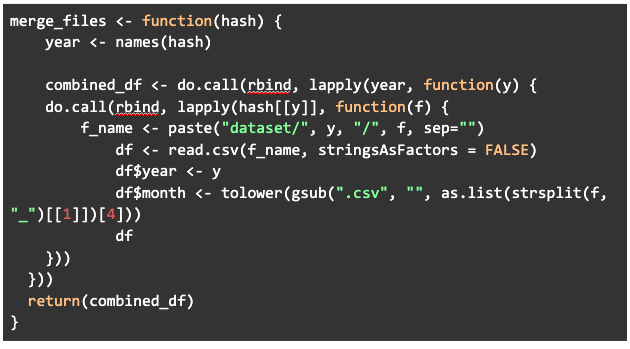 merge_files <- function(hash) {
    year <- names(hash)

    combined_df <- do.call(rbind, lapply(year, function(y) {
    do.call(rbind, lapply(hash[[y]], function(f) {
        f_name <- paste("dataset/", y, "/", f, sep="")
            df <- read.csv(f_name, stringsAsFactors = FALSE)
            df$year <- y
            df$month <- tolower(gsub(".csv", "", as.list(strsplit(f,
"_")[[1]])[4]))
            df
    }))
  }))
  return(combined_df)
}